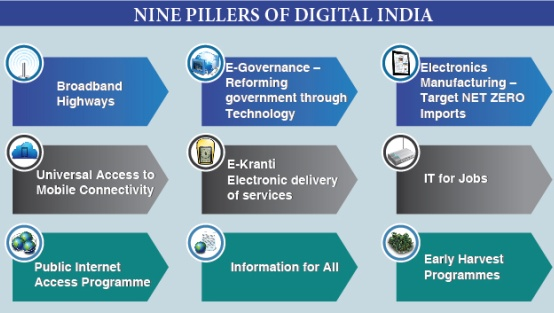 NINE PILLERS OF DIGITAL INDIA
Broadband
Highways
E-Governance –
Reforming
government through
Technology
Electronics
Manufacturing –
Target NET ZERO
Imports
Universal Access to
Mobile Connectivity
E-Kranti
Electronic delivery
of services
IT for Jobs
Public Internet
Access Programme
Information for All
Early Harvest
Programmes